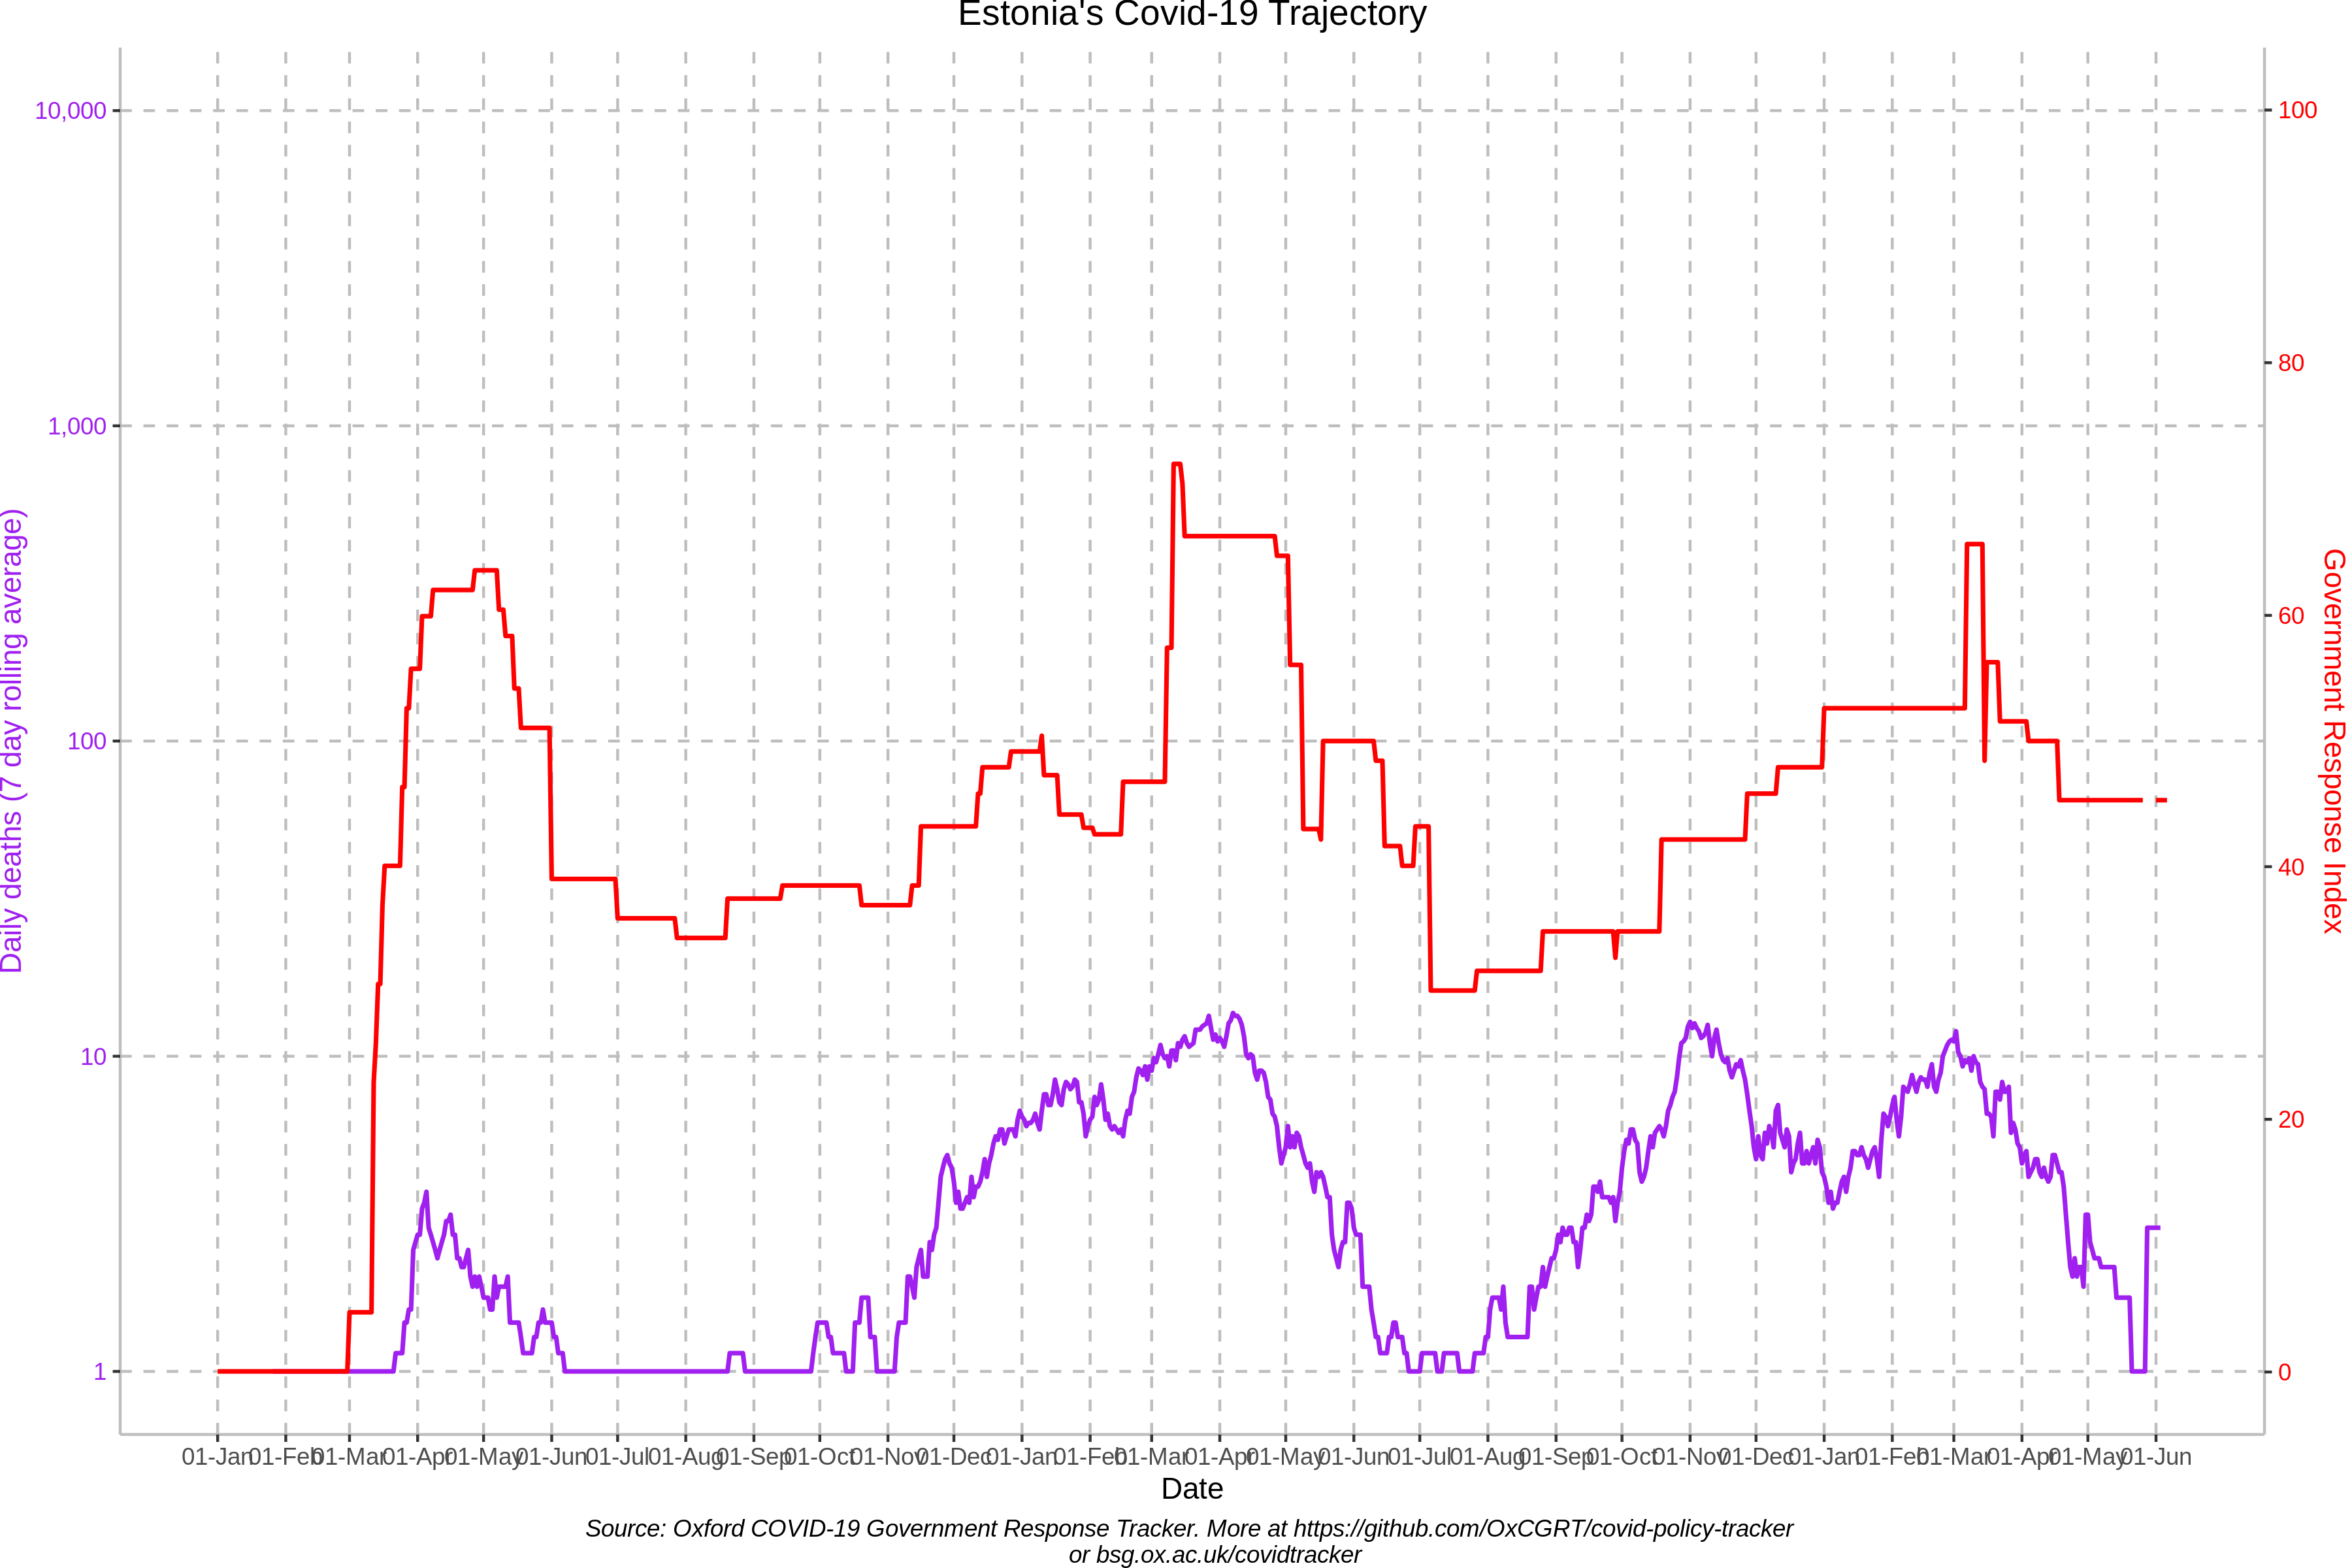 Estonia's Covid-19 Trajectory
10,000
1,000
100
10
1
Daily deaths (7 day rolling average)
100
80
60
40
20
0
Government Response Index
01-Jan 01-Feb 01-Mar 01-Apr 01-May 01-Jun 01-Jul 01-Aug 01-Sep 01-Oct 01-Nov 01-Dec 01-Jan 01-Feb 01-Mar 01-Apr 01-May 01-Jun 01-Jul 01-Aug 01-Sep 01-Oct 01-Nov 01-Dec 01-Jan 01-Feb 01-Mar 01-Apr 01-May 01-Jun
Date
Source: Oxford COVID-19 Government Response Tracker. More at https://github.com/OxCGRT/covid-policy-tracker
or bsg.ox.ac.uk/covidtracker